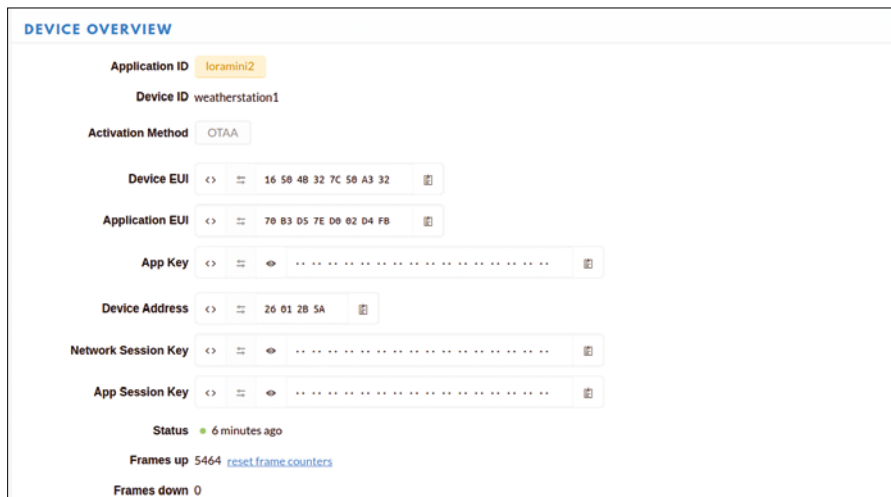 DEVICE OVERVIEW
Application ID loramini2
Device ID weatherstation1
Activation Method OTAA
Device EUI <> 16 50 4B 32 7C 50 A3 32
Application EUI <> 70 B3 D5 7E D0 02 D4 FB
App Key <>
Device Address <> 26 01 2B 5A
Network Session Key <>
App Session Key <>
Status 6 minutes ago
Frames up 5464 reset frame counters
Frames down 0